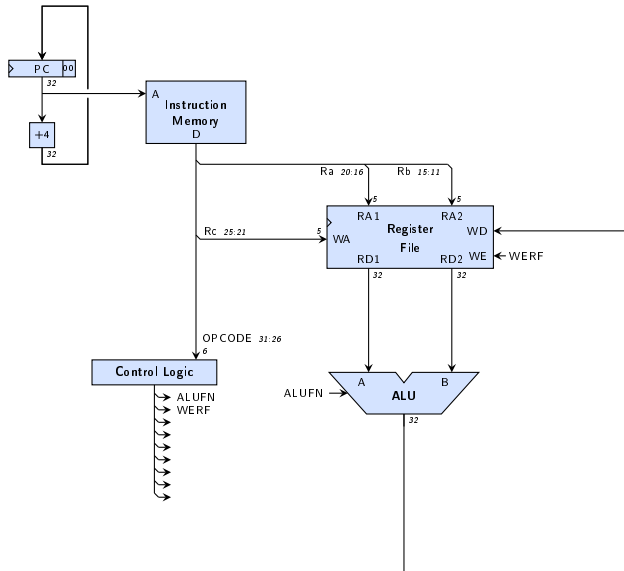 PC 00
32
A
Instruction
Memory
D
+4
32
Ra 20:16 Rb 15:11
5 5
RA1 RA2
Register
File
WD
Rc 25:21 5 WA
RD1 RD2 WE WERF
32 32
OPCODE 31:26
6
Control Logic
A B
ALUFN ALU
ALUFN
WERF
32